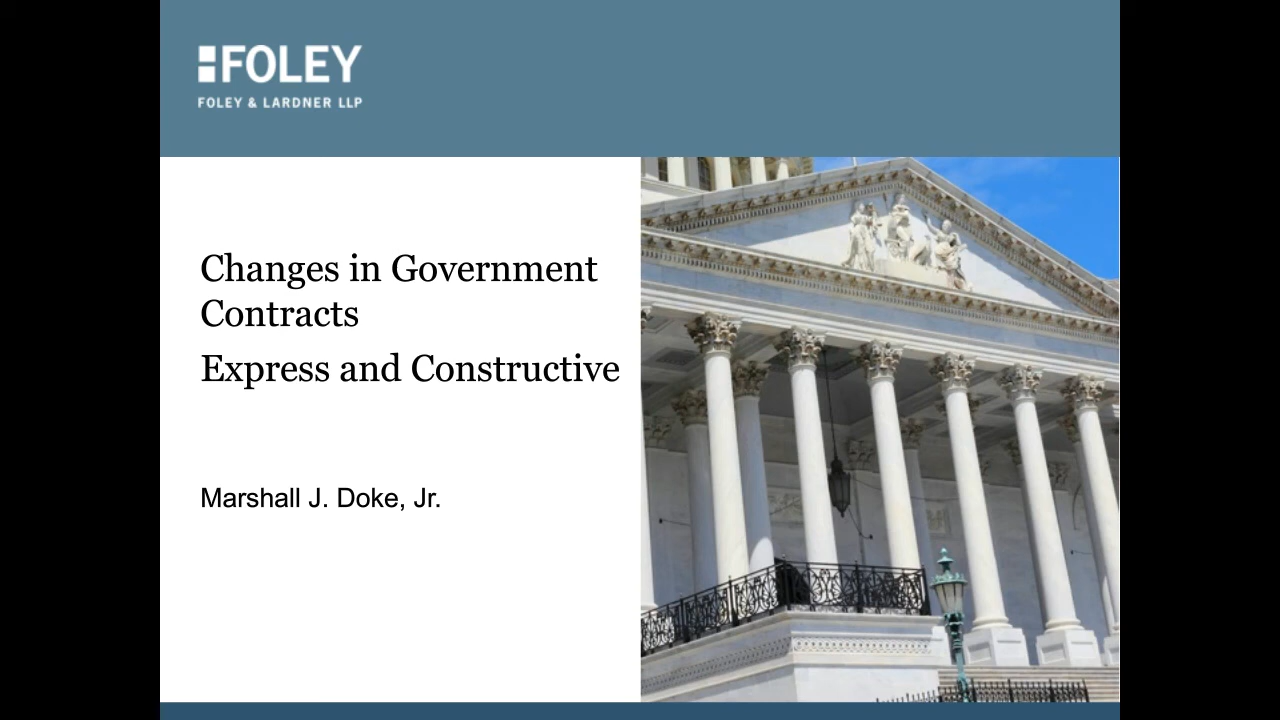 FOLEY
FOLEY & LARDNER LLP
Changes in Government
Contracts
Express and Constructive
Marshall J. Doke, Jr.